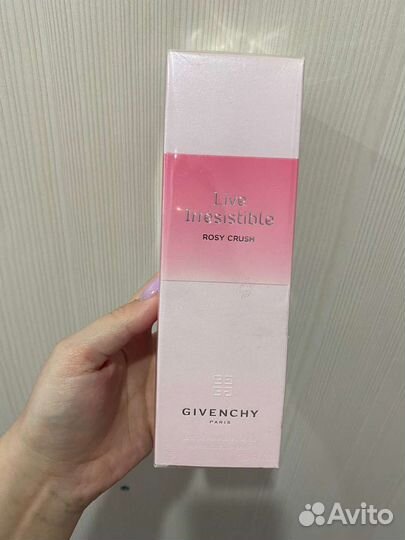 Live
Irresistible
ROSY CRUSH
GIVENCHY
PARIS
Avito